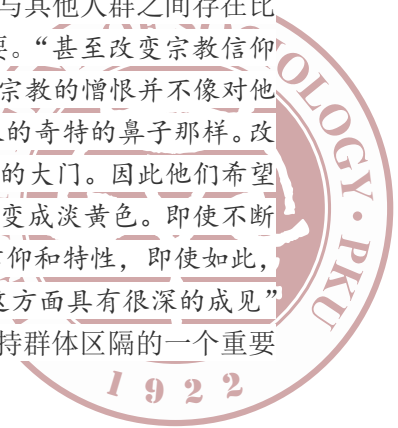 与其他人群之间存在比
要。“甚至改变宗教信仰
宗教的憎恨并不像对他
的奇特的鼻子那样。改
的大门。因此他们希望
变成淡黄色。即使不断
信仰和特性，即使如此，
这方面具有很深的成见”
持群体区隔的一个重要
OLOGY · PKU
1922